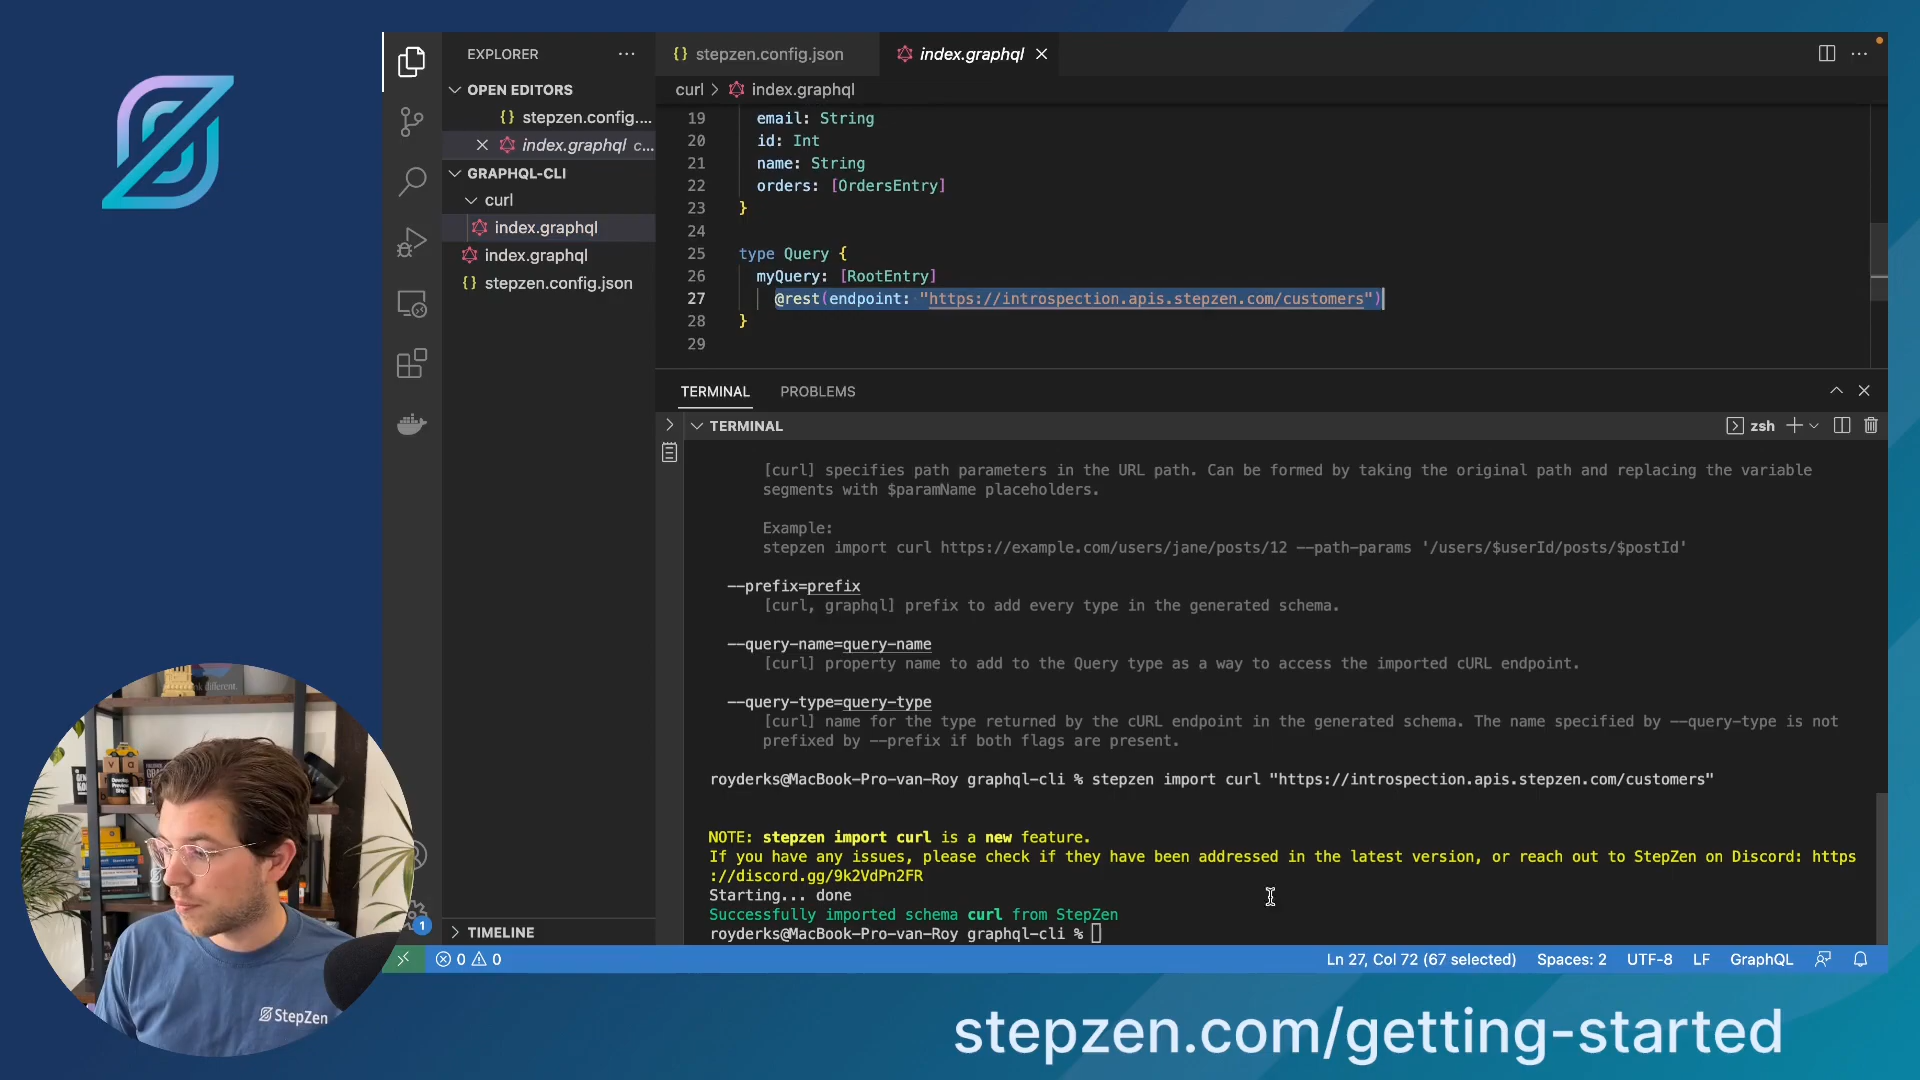 EXPLORER
OPEN EDITORS
stepzen.config....
index.graphql c...
GRAPHQL-CLI
curl
index.graphql
index.graphql
stepzen.config.json
TIMELINE
stepzen.config.json
index.graphql
curl > index.graphql
19 email: String
20 id: Int
21 name: String
22 orders: [OrdersEntry]
23 }
24
25 type Query {
26 myQuery: [RootEntry]
27 @rest(endpoint: "https://introspection.apis.stepzen.com/customers")
28 }
29
TERMINAL PROBLEMS
TERMINAL
zsh
[curl] specifies path parameters in the URL path. Can be formed by taking the original path and replacing the variable
segments with $paramName placeholders.
Example:
stepzen import curl https://example.com/users/jane/posts/12 --path-params '/users/$userId/posts/$postId'
--prefix=prefix
[curl, graphql] prefix to add every type in the generated schema.
--query-name=query-name
[curl] property name to add to the Query type as a way to access the imported cURL endpoint.
--query-type=query-type
[curl] name for the type returned by the cURL endpoint in the generated schema. The name specified by --query-type is not
prefixed by --prefix if both flags are present.
royderks@MacBook-Pro-van-Roy graphql-cli % stepzen import curl "https://introspection.apis.stepzen.com/customers"
NOTE: stepzen import curl is a new feature.
If you have any issues, please check if they have been addressed in the latest version, or reach out to StepZen on Discord: https
://discord.gg/9k2VdPn2FR
Starting... done
Successfully imported schema curl from StepZen
royderks@MacBook-Pro-van-Roy graphql-cli %
1
0 0
Ln 27, Col 72 (67 selected) Spaces: 2 UTF-8 LF GraphQL
StepZen
stepzen.com/getting-started